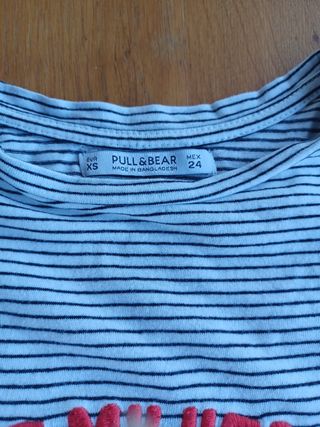 EUR XS PULL&BEAR MEX 24
MADE IN BANGLADESH